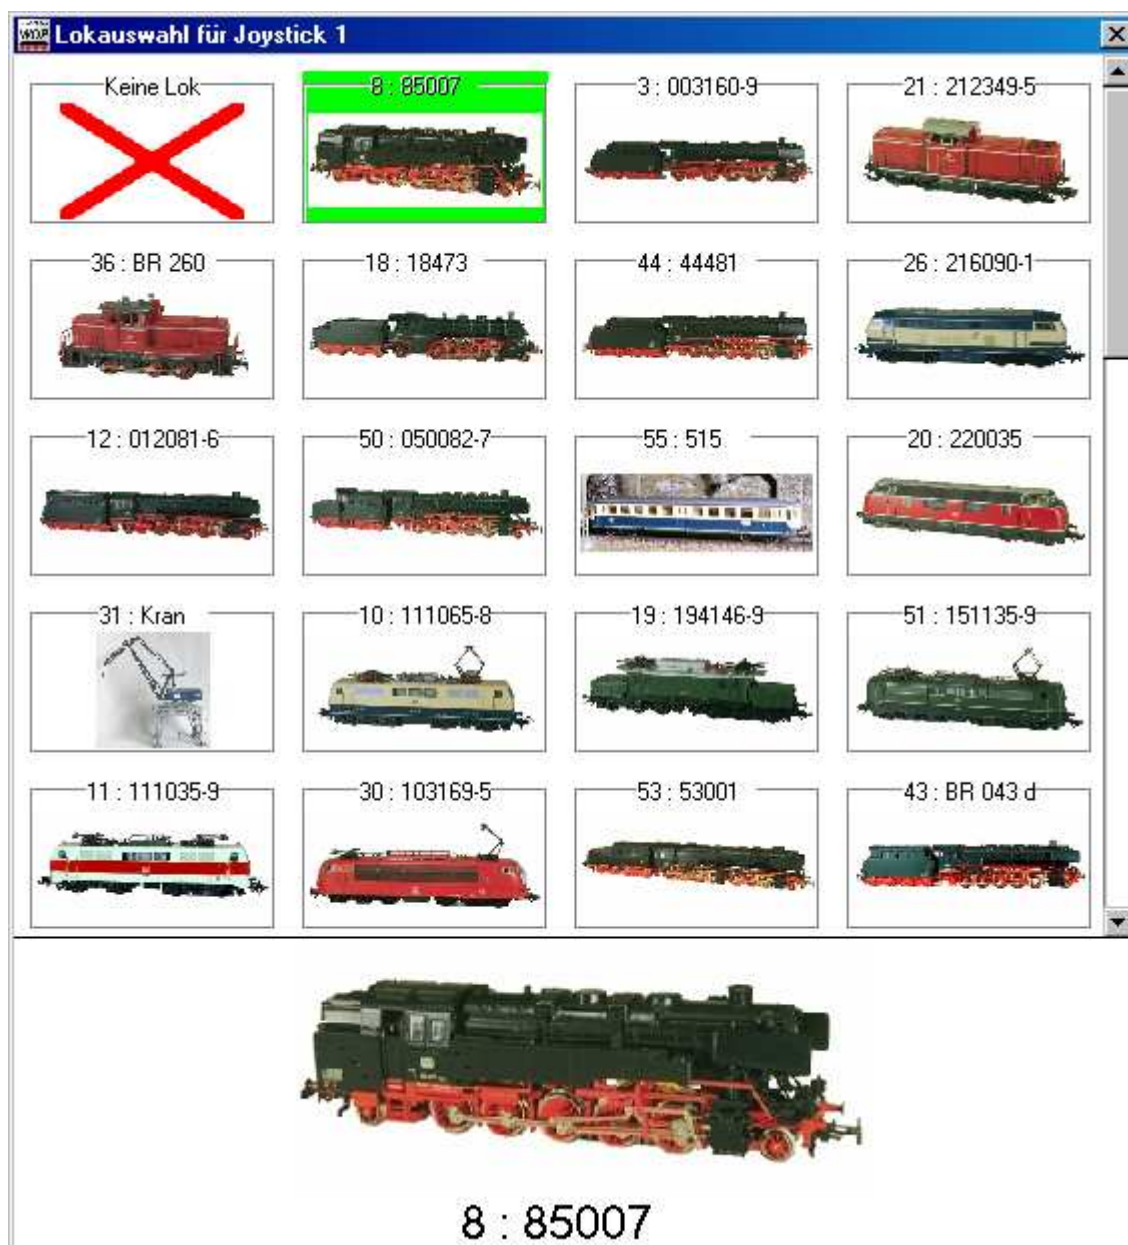 Lokauswahl für Joystick 1
Keine Lok
8 : 85007
3 : 003160-9
21 : 212349-5
36 : BR 260
18 : 18473
44 : 44481
26 : 216090-1
12 : 012081-6
50 : 050082-7
55 : 515
20 : 220035
31 : Kran
10 : 111065-8
19 : 194146-9
51 : 151135-9
11 : 111035-9
30 : 103169-5
53 : 53001
43 : BR 043 d
8 : 85007